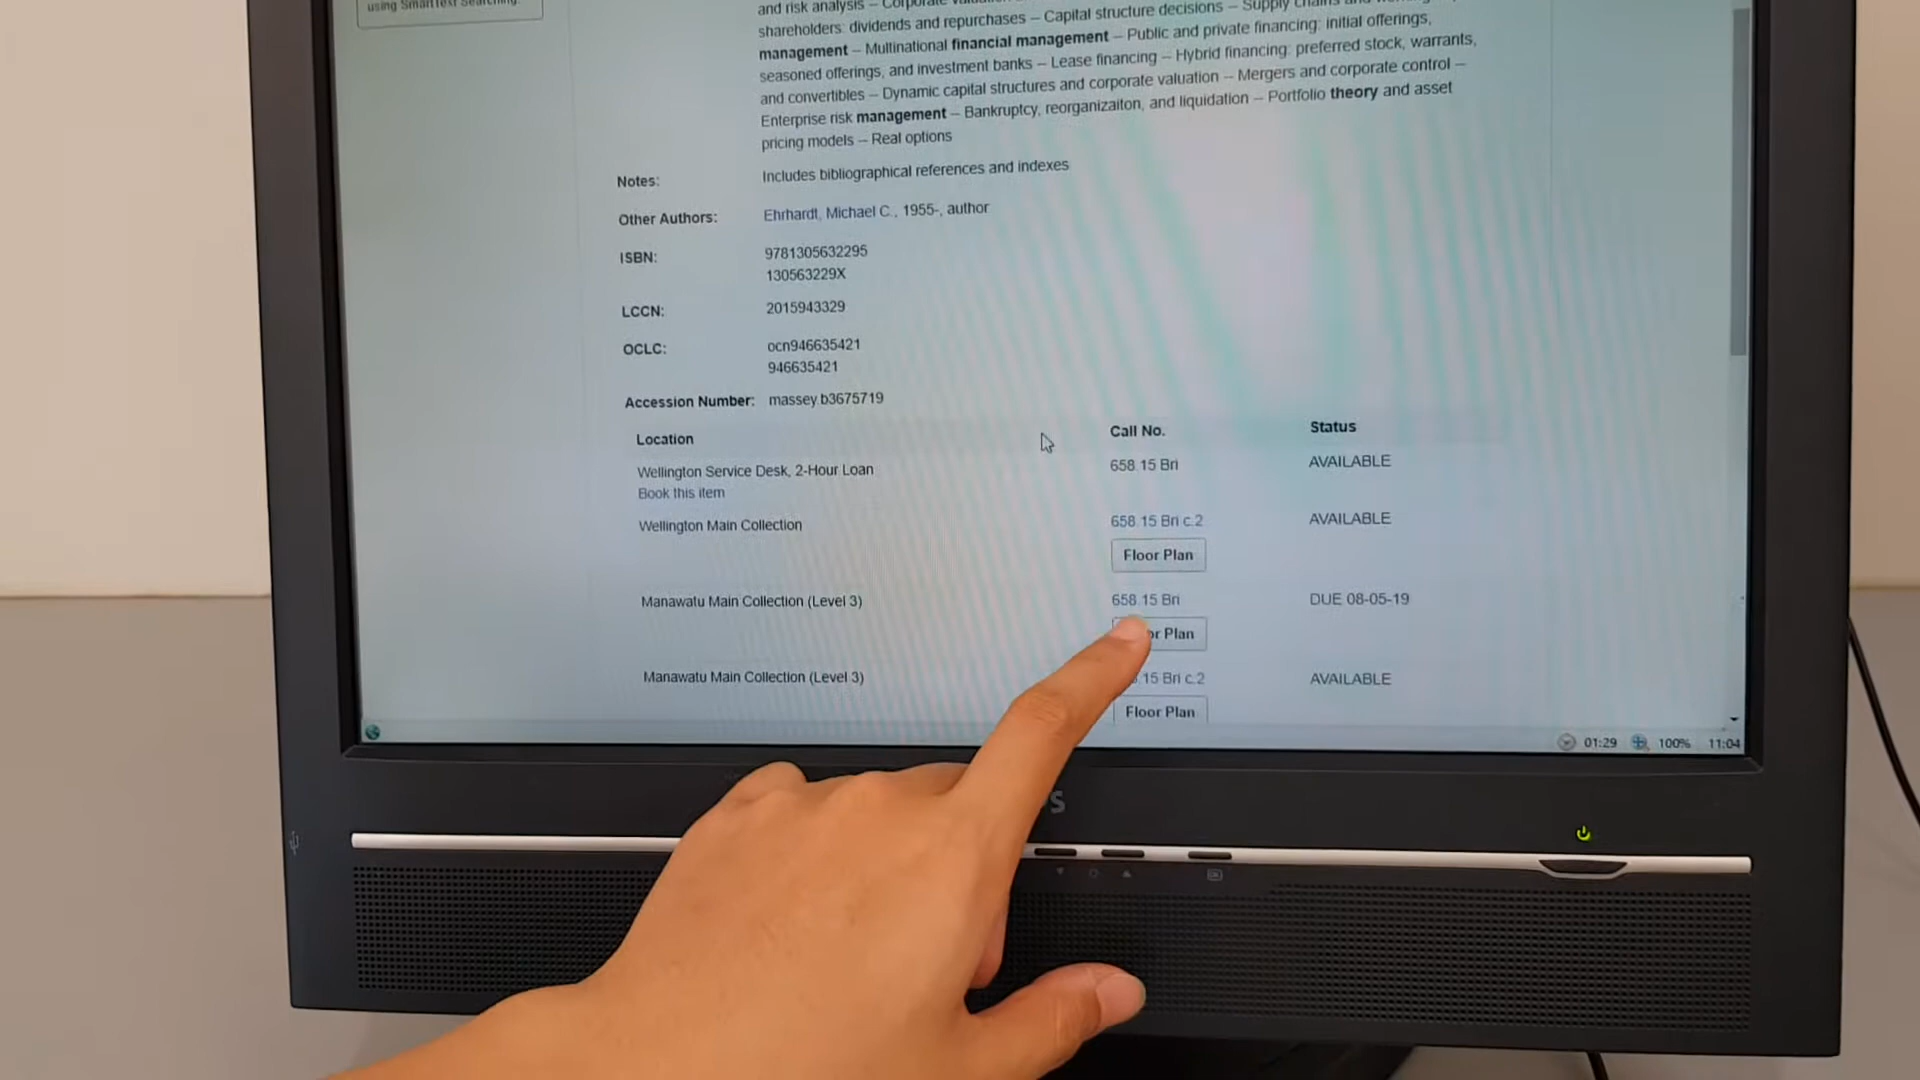 using SmartText Searching.
and risk analysis – Corporate
shareholders: dividends and repurchases – Capital structure decisions – Supply chains and
management – Multinational financial management – Public and private financing: initial offerings,
seasoned offerings, and investment banks – Lease financing – Hybrid financing: preferred stock, warrants,
and convertibles – Dynamic capital structures and corporate valuation – Mergers and corporate control –
Enterprise risk management – Bankruptcy, reorganizaiton, and liquidation – Portfolio theory and asset
pricing models – Real options
Notes: Includes bibliographical references and indexes
Other Authors: Ehrhardt, Michael C., 1955-, author
ISBN: 9781305632295
130563229X
LCCN: 2015943329
OCLC: ocn946635421
946635421
Accession Number: massey.b3675719
Location Call No. Status
Wellington Service Desk, 2-Hour Loan 658.15 Bri AVAILABLE
Book this item
Wellington Main Collection 658.15 Bri c.2 AVAILABLE
Floor Plan
Manawatu Main Collection (Level 3) 658.15 Bri DUE 08-05-19
Plan
Manawatu Main Collection (Level 3) .15 Bri c.2 AVAILABLE
Floor Plan
01:29 100% 11:04
S